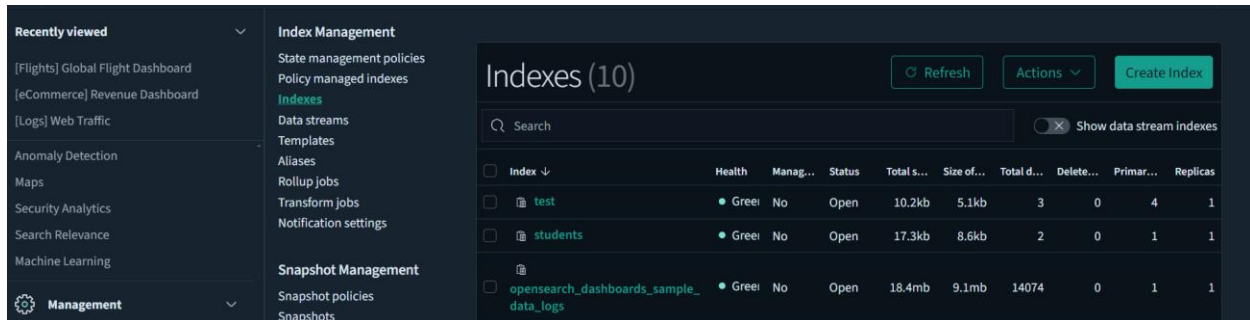 Recently viewed
[Flights] Global Flight Dashboard
[eCommerce] Revenue Dashboard
[Logs] Web Traffic
Anomaly Detection
Maps
Security Analytics
Search Relevance
Machine Learning
Management
Index Management
State management policies
Policy managed indexes
Indexes
Data streams
Templates
Aliases
Rollup jobs
Transform jobs
Notification settings
Snapshot Management
Snapshot policies
Snapshots
Indexes (10)
Refresh
Actions
Create Index
Search
Show data stream indexes
Index Health Manag... Status Total s... Size of... Total d... Delete... Primar... Replicas
test Gree No Open 10.2kb 5.1kb 3 0 4 1
students Gree No Open 17.3kb 8.6kb 2 0 1 1
opensearch_dashboards_sample_
data_logs Gree No Open 18.4mb 9.1mb 14074 0 1 1